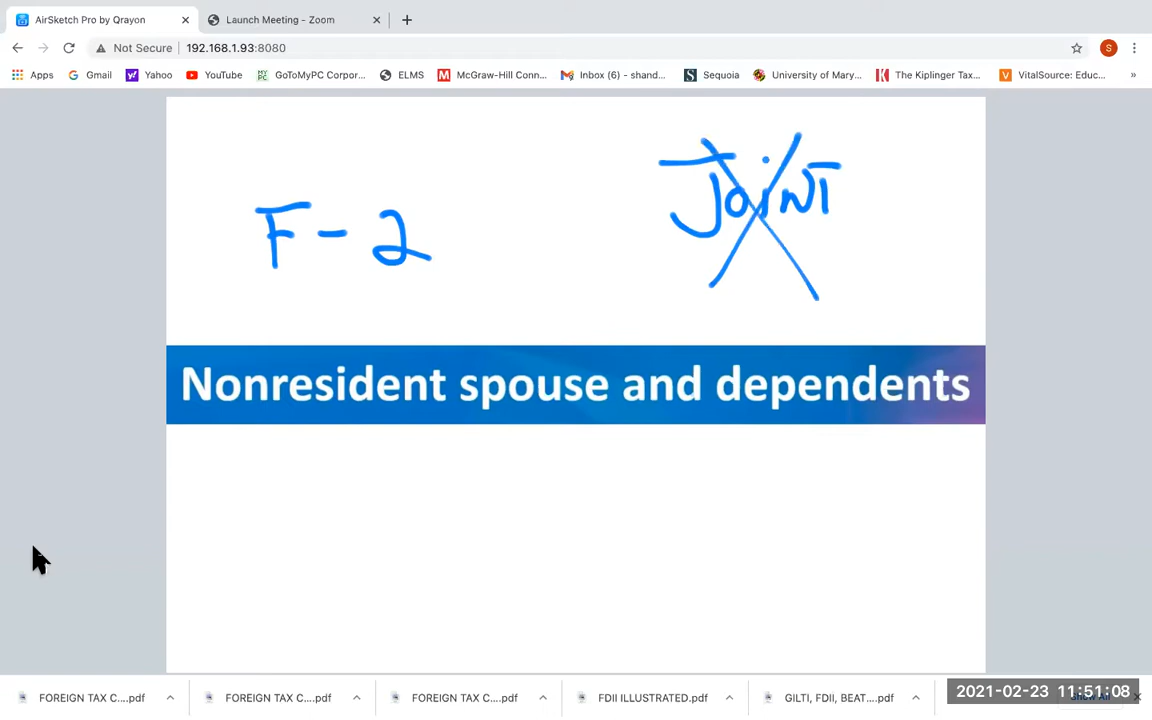 AirSketch Pro by Qrayon
Launch Meeting - Zoom
Not Secure 192.168.1.93:8080
S
Apps Gmail Yahoo YouTube GoToMyPC Corpor... ELMS McGraw-Hill Conn... Inbox (6) - shand... Sequoia University of Mary... The Kiplinger Tax... VitalSource: Educ... »
JoiNT
F-2
Nonresident spouse and dependents
FOREIGN TAX C....pdf FOREIGN TAX C....pdf FOREIGN TAX C....pdf FDII ILLUSTRATED.pdf GILTI, FDII, BEAT....pdf
2021-02-23 11:51:08